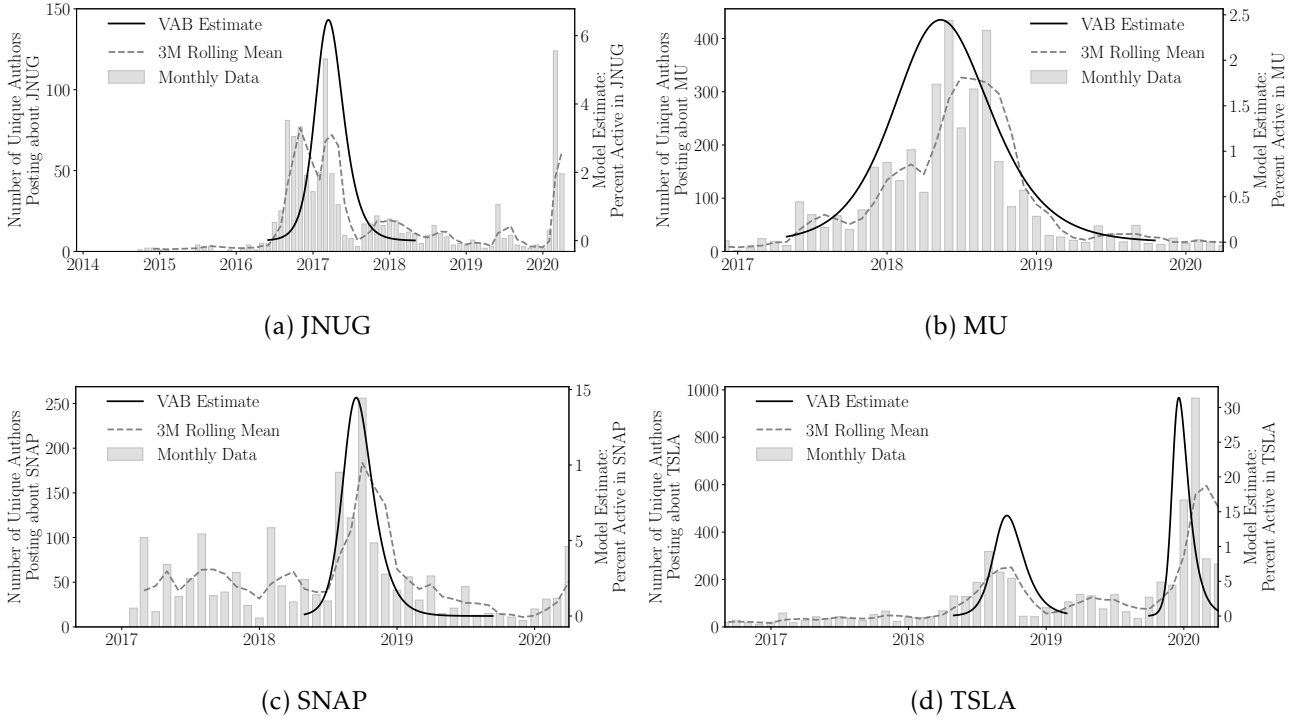 150
100
50
0
Number of Unique Authors
Posting about JNUG
VAB Estimate
3M Rolling Mean
Monthly Data
6
4
2
0
Model Estimate:
Percent Active in JNUG
2014 2015 2016 2017 2018 2019 2020
(a) JNUG
400
300
200
100
0
Number of Unique Authors
Posting about MU
VAB Estimate
3M Rolling Mean
Monthly Data
2.5
2
1.5
1
0.5
0
Model Estimate:
Percent Active in MU
2017 2018 2019 2020
(b) MU
250
200
150
100
50
0
Number of Unique Authors
Posting about SNAP
VAB Estimate
3M Rolling Mean
Monthly Data
15
1
5
0
Model Estimate:
Percent Active in SNAP
2017 2018 2019 2020
(c) SNAP
1000
800
600
400
200
0
Number of Unique Authors
Posting about TSLA
VAB Estimate
3M Rolling Mean
Monthly Data
30
20
15
1
5
0
Model Estimate:
Percent Active in TSLA
2017 2018 2019 2020
(d) TSLA